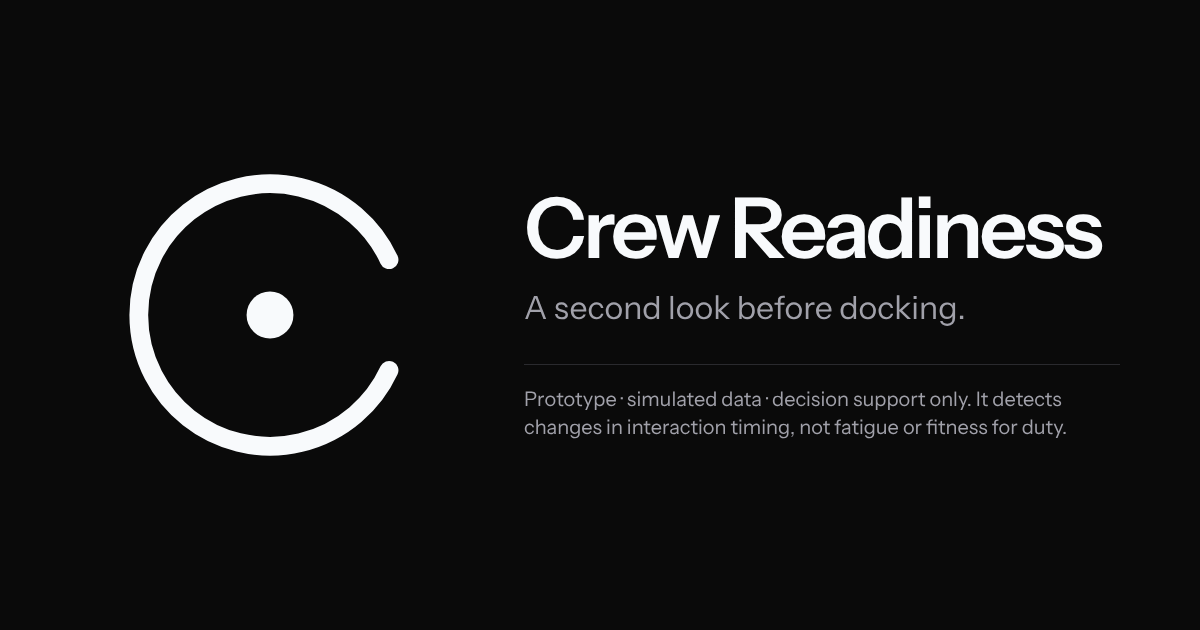 Crew Readiness
A second look before docking.
Prototype · simulated data · decision support only. It detects
changes in interaction timing, not fatigue or fitness for duty.